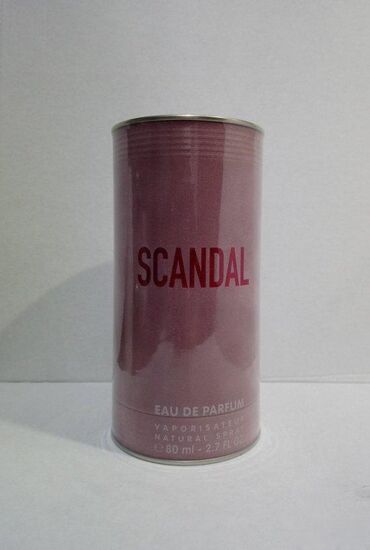 SCANDAL
EAU DE PARFUM
VAPORISATEUR
NATURAL SPRAY
℮ 80 ml - 2.7 FL OZ